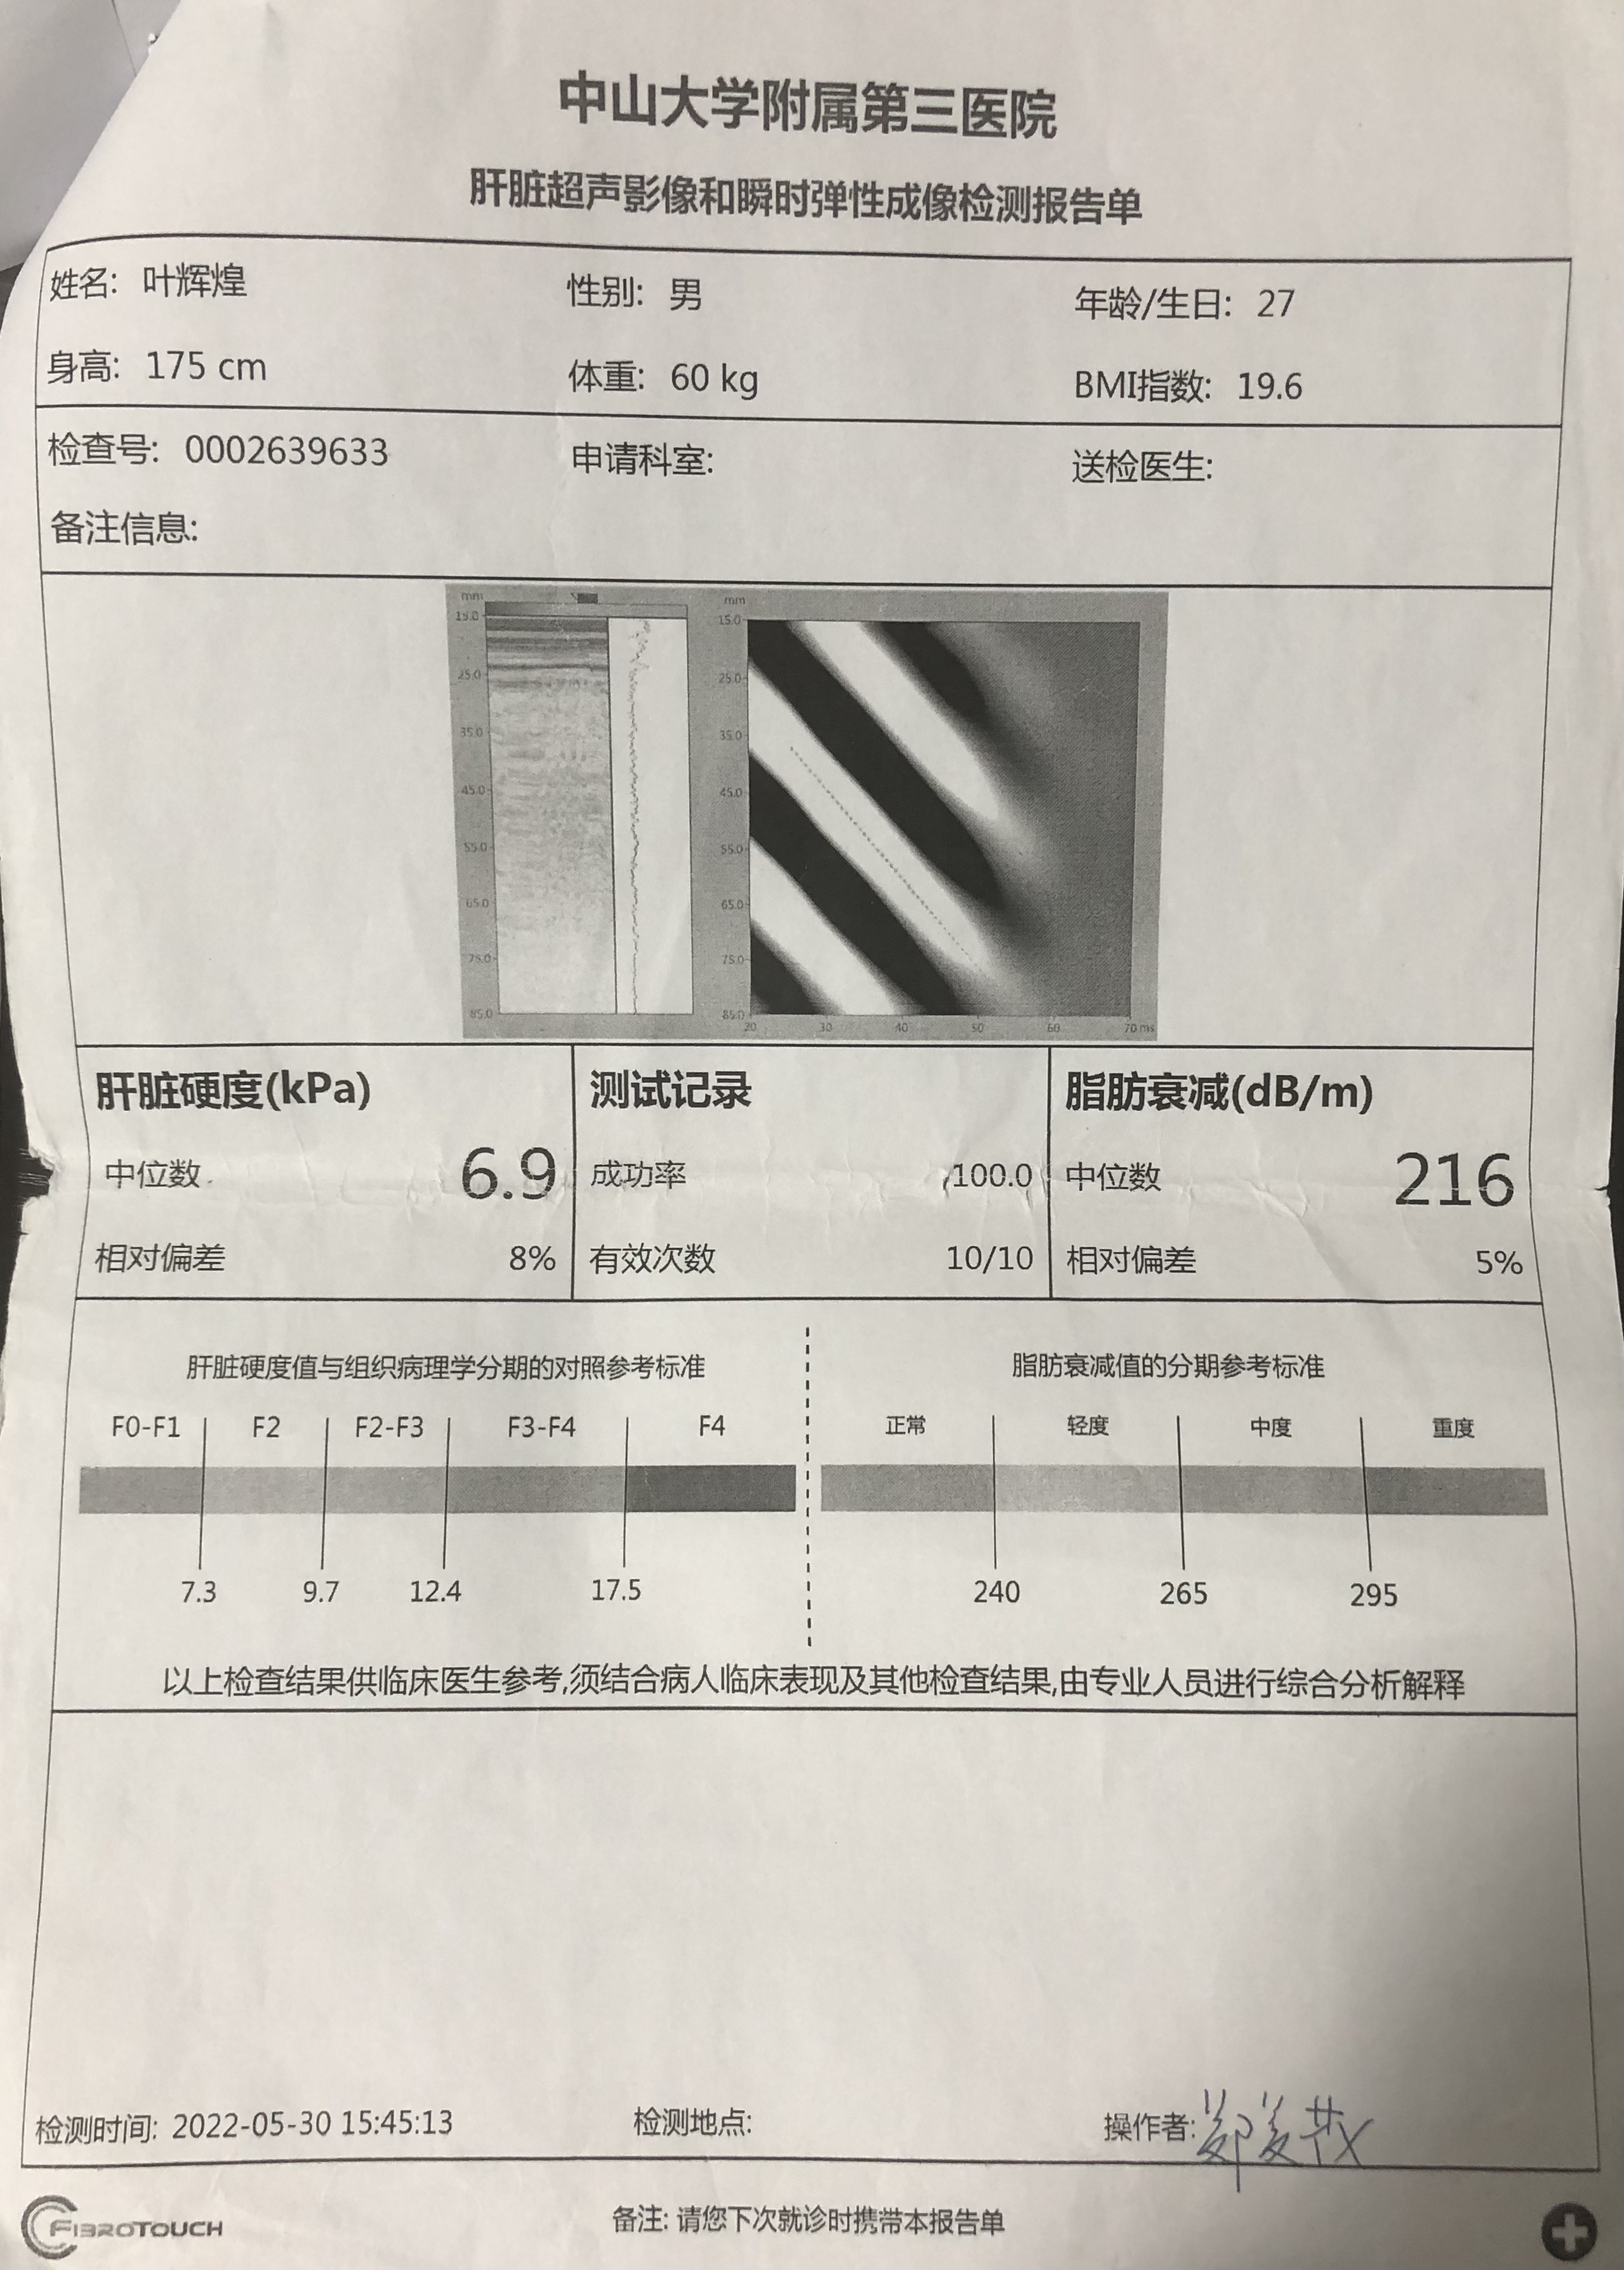 中山大学附属第三医院
肝脏超声影像和瞬时弹性成像检测报告单
姓名: 叶辉煌 性别: 男 年龄/生日: 27
身高: 175 cm 体重: 60 kg BMI指数: 19.6
检查号: 0002639633 申请科室: 送检医生:
备注信息:
mm mm
15.0 15.0
25.0 25.0
35.0 35.0
45.0 45.0
55.0 55.0
65.0 65.0
75.0 75.0
85.0 85.0
20 30 40 50 60 70 ms
肝脏硬度(kPa) 测试记录 脂肪衰减(dB/m)
中位数 6.9 成功率 100.0 中位数 216
相对偏差 8% 有效次数 10/10 相对偏差 5%
肝脏硬度值与组织病理学分期的对照参考标准 脂肪衰减值的分期参考标准
F0-F1 F2 F2-F3 F3-F4 F4 正常 轻度 中度 重度
7.3 9.7 12.4 17.5 240 265 295
以上检查结果供临床医生参考,须结合病人临床表现及其他检查结果,由专业人员进行综合分析解释
检测时间: 2022-05-30 15:45:13 检测地点: 操作者:
FIBROTOUCH 备注: 请您下次就诊时携带本报告单